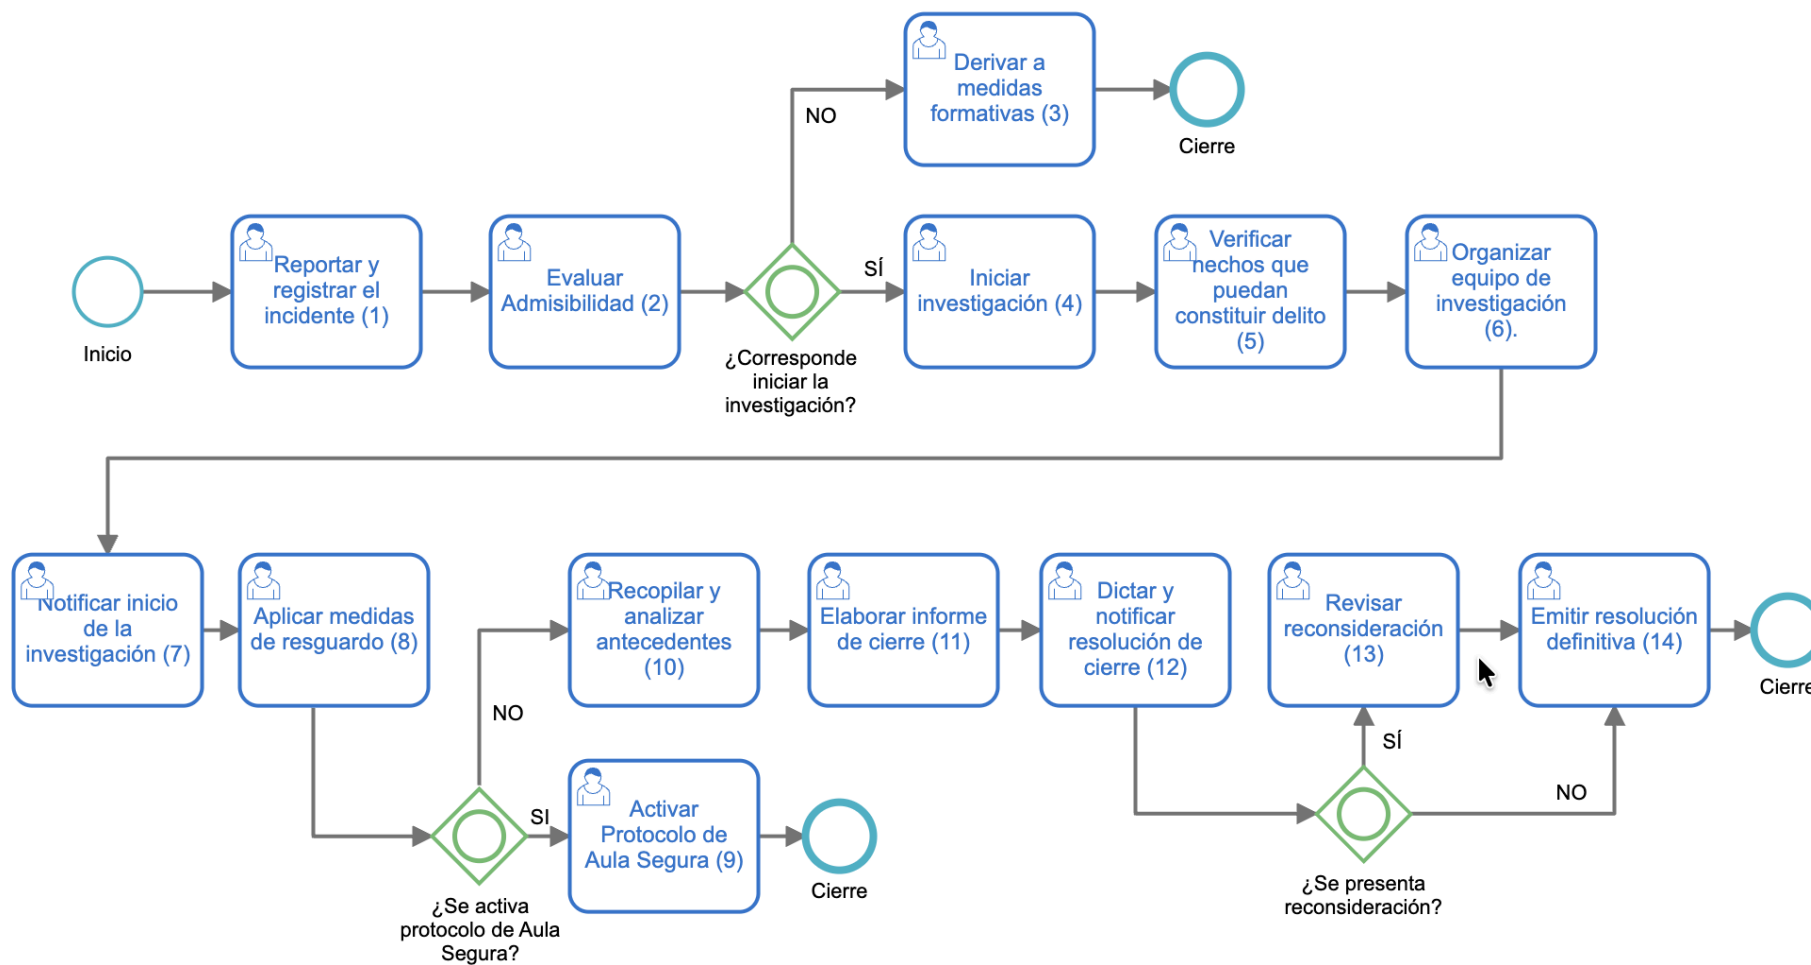 Derivar a
medidas
formativas (3)
NO
Cierre
Reportar y
registrar el
incidente (1)
Evaluar
Admisibilidad (2)
SÍ
Iniciar
investigación (4)
Verificar
hechos que
puedan
constituir delito
(5)
Organizar
equipo de
investigación
(6).
Inicio
¿Corresponde
iniciar la
investigación?
Notificar inicio
de la
investigación (7)
Aplicar medidas
de resguardo (8)
Recopilar y
analizar
antecedentes
(10)
Elaborar informe
de cierre (11)
Dictar y
notificar
resolución de
cierre (12)
Revisar
reconsideración
(13)
Emitir resolución
definitiva (14)
Cierre
NO
SÍ
NO
SI
Activar
Protocolo de
Aula Segura (9)
Cierre
¿Se activa
protocolo de Aula
Segura?
¿Se presenta
reconsideración?